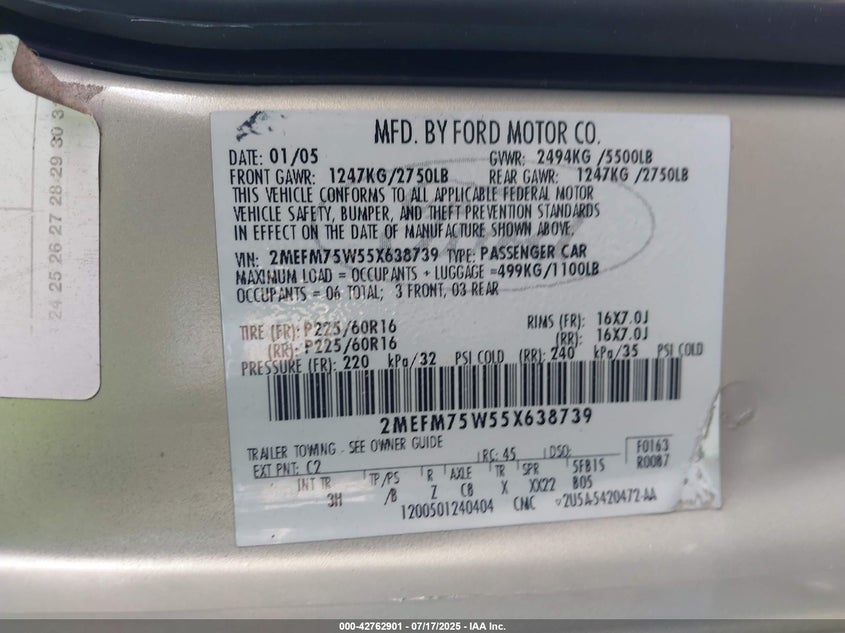 24 25 26 27 28 29 30 3
MFD. BY FORD MOTOR CO.
DATE: 01/05 GVWR: 2494KG /5500LB
FRONT GAWR: 1247KG/2750LB REAR GAWR: 1247KG /2750LB
THIS VEHICLE CONFORMS TO ALL APPLICABLE FEDERAL MOTOR
VEHICLE SAFETY, BUMPER, AND THEFT PREVENTION STANDARDS
IN EFFECT ON THE DATE OF MANUFACTURE SHOWN ABOVE.
VIN: 2MEFM75W55X638739 TYPE: PASSENGER CAR
MAXIMUM LOAD = OCCUPANTS + LUGGAGE =499KG/1100LB
OCCUPANTS = 06 TOTAL; 3 FRONT, 03 REAR
TIRE (FR): P225/60R16 RIMS (FR): 16X7.0J
(RR): P225/60R16 (RR): 16X7.0J
PRESSURE (FR): 220 kPa/32 PSI COLD (RR): 240 kPa/35 PSI COLD
2MEFM75W55X638739
TRAILER TOWING - SEE OWNER GUIDE
EXT PNT: C2 RC: 45 DSO: F0163
R0087
INT TR TP/PS R AXLE TR SPR 5FB15
3H /B Z C8 X XX22 B05
1200501240404 CMC ▿2U5A-5420472-AA
000-42762901 - 07/17/2025 - IAA Inc.